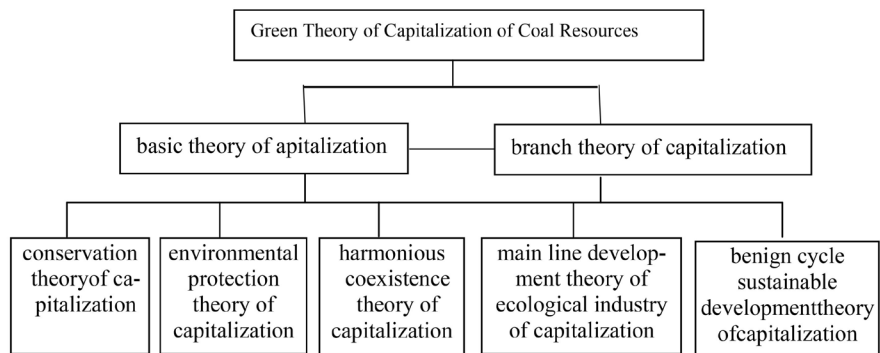 Green Theory of Capitalization of Coal Resources
basic theory of apitalization
branch theory of capitalization
conservation
theoryof ca-
pitalization
environmental
protection
theory of
capitalization
harmonious
coexistence
theory of
capitalization
main line develop-
ment theory of
ecological industry
of capitalization
benign cycle
sustainable
developmenttheory
ofcapitalization